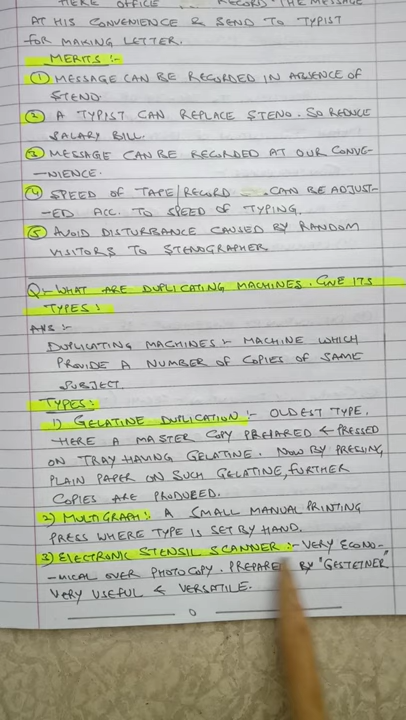 HERE OFFICE RECORD THE MESSAGE
AT HIS CONVENIENCE & SEND TO TYPIST
for MAKING LETTER.
MERITS :-
① MESSAGE CAN BE RECORDED IN ABSENCE OF
STENO.
② A TYPIST CAN REPLACE STENO. SO REDUCE
SALARY BILL.
③ MESSAGE CAN BE RECORDED AT OUR CONVE-
-NIENCE.
④ SPEED OF TAPE/RECORD CAN BE ADJUST-
-ED ACC. TO SPEED OF TYPING.
⑤ AVOID DISTURBANCE CAUSED BY RANDOM
VISITORS TO STENOGRAPHER
Q:- WHAT ARE DUPLICATING MACHINES. GIVE ITS
TYPES :
ANS :-
DUPLICATING MACHINES :- MACHINE WHICH
PROVIDE A NUMBER OF COPIES OF SAME
SUBJECT.
TYPES:
1) GELATINE DUPLICATION :- OLDEST TYPE.
HERE A MASTER COPY PREPARED & PRESSED
ON TRAY HAVING GELATINE. NOW BY PRESING
PLAIN PAPER ON SUCH GELATINE, FURTHER
COPIES ARE PRODUCED.
2) MULTIGRAPH :- A SMALL MANUAL PRINTING
PRESS WHERE TYPE IS SET BY HAND.
3) ELECTRONIC STENSIL SCANNER :- VERY ECONO-
-MICAL OVER PHOTOCOPY. PREPARED BY "GESTETNER"
VERY USEFUL & VERSATILE.